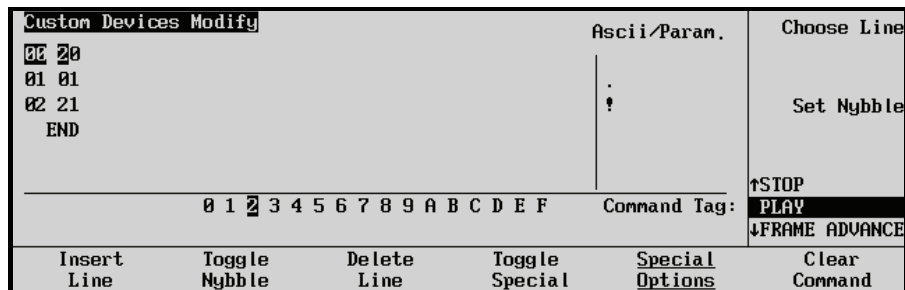 Custom Devices Modify
Ascii/Param.
Choose Line
00 20
01 01 .
02 21 !
END
Set Nybble
0 1 2 3 4 5 6 7 8 9 A B C D E F
Command Tag:
↑STOP
PLAY
↓FRAME ADVANCE
Insert Line
Toggle Nybble
Delete Line
Toggle Special
Special Options
Clear Command